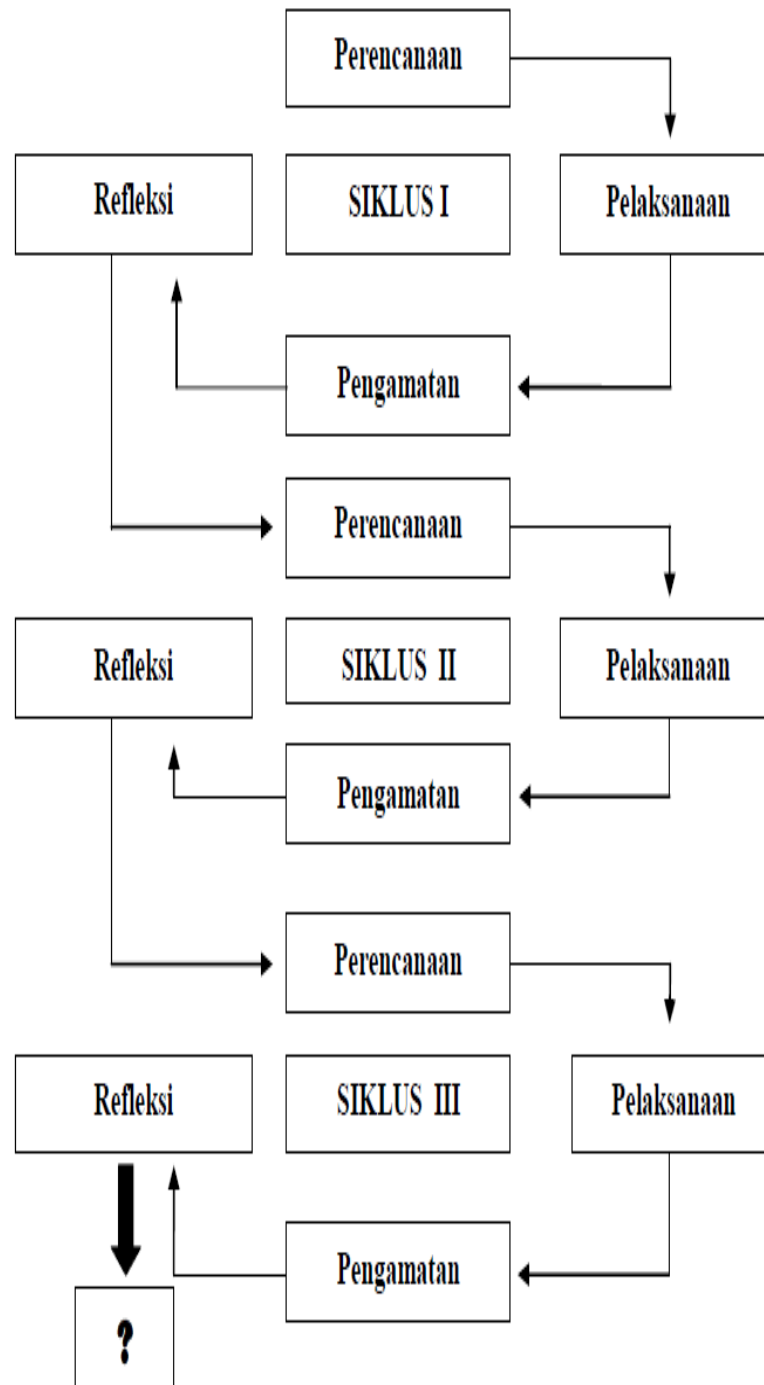 Perencanaan
Refleksi
SIKLUS I
Pelaksanaan
Pengamatan
Perencanaan
Refleksi
SIKLUS II
Pelaksanaan
Pengamatan
Perencanaan
Refleksi
SIKLUS III
Pelaksanaan
Pengamatan
?